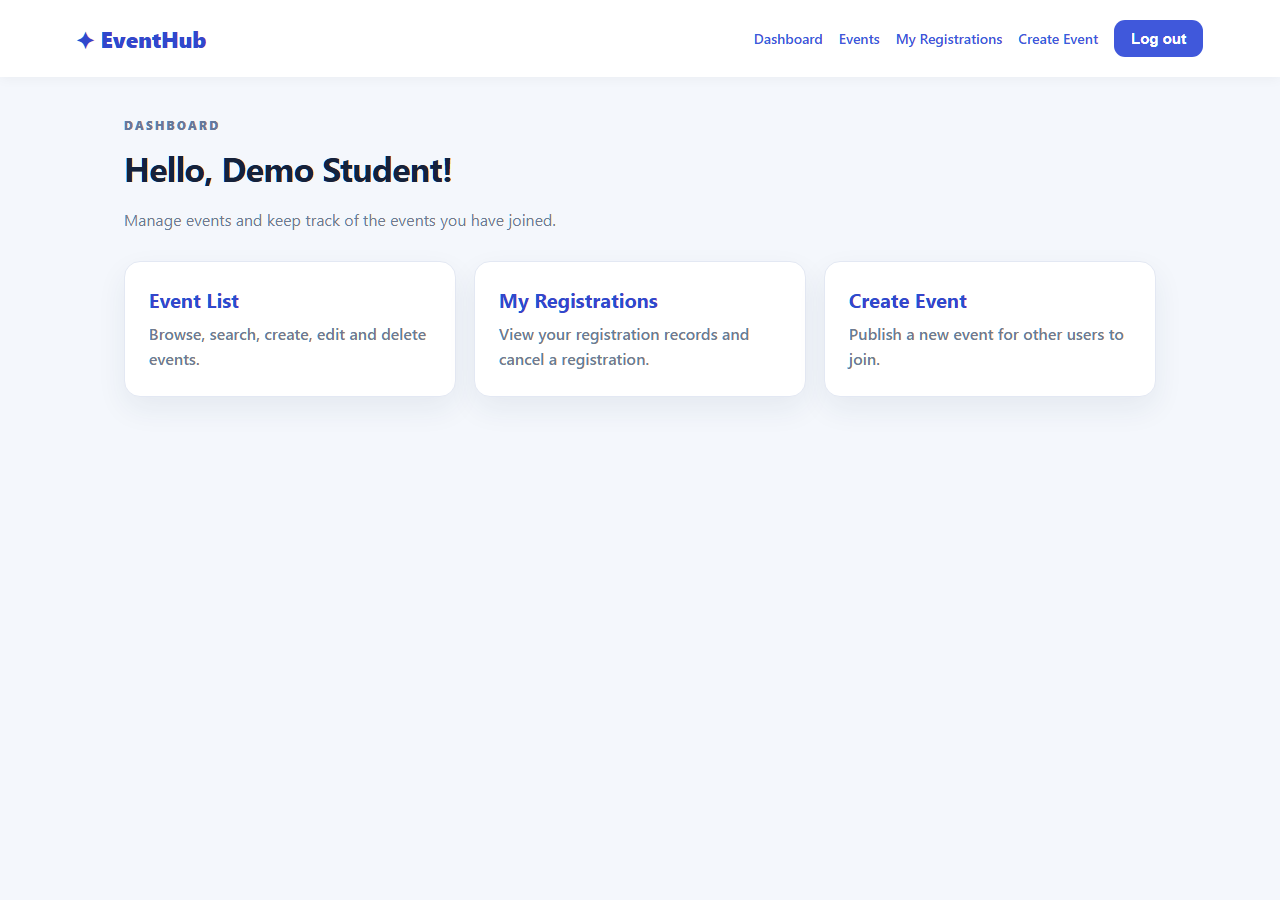 ✦ EventHub
Dashboard Events My Registrations Create Event Log out
DASHBOARD
Hello, Demo Student!
Manage events and keep track of the events you have joined.
Event List
Browse, search, create, edit and delete
events.
My Registrations
View your registration records and
cancel a registration.
Create Event
Publish a new event for other users to
join.